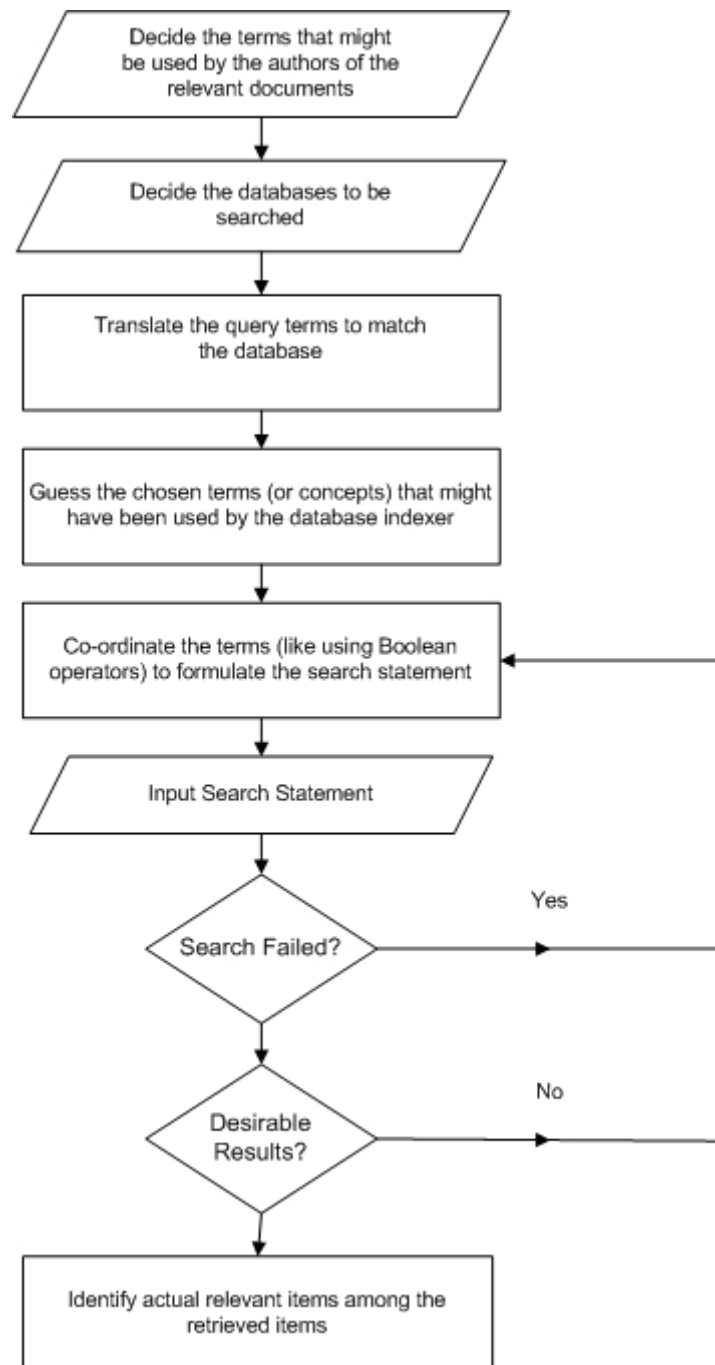 Decide the terms that might
be used by the authors of the
relevant documents
Decide the databases to be
searched
Translate the query terms to match
the database
Guess the chosen terms (or concepts) that might
have been used by the database indexer
Co-ordinate the terms (like using Boolean
operators) to formulate the search statement
Input Search Statement
Yes
Search Failed?
No
Desirable
Results?
Identify actual relevant items among the
retrieved items